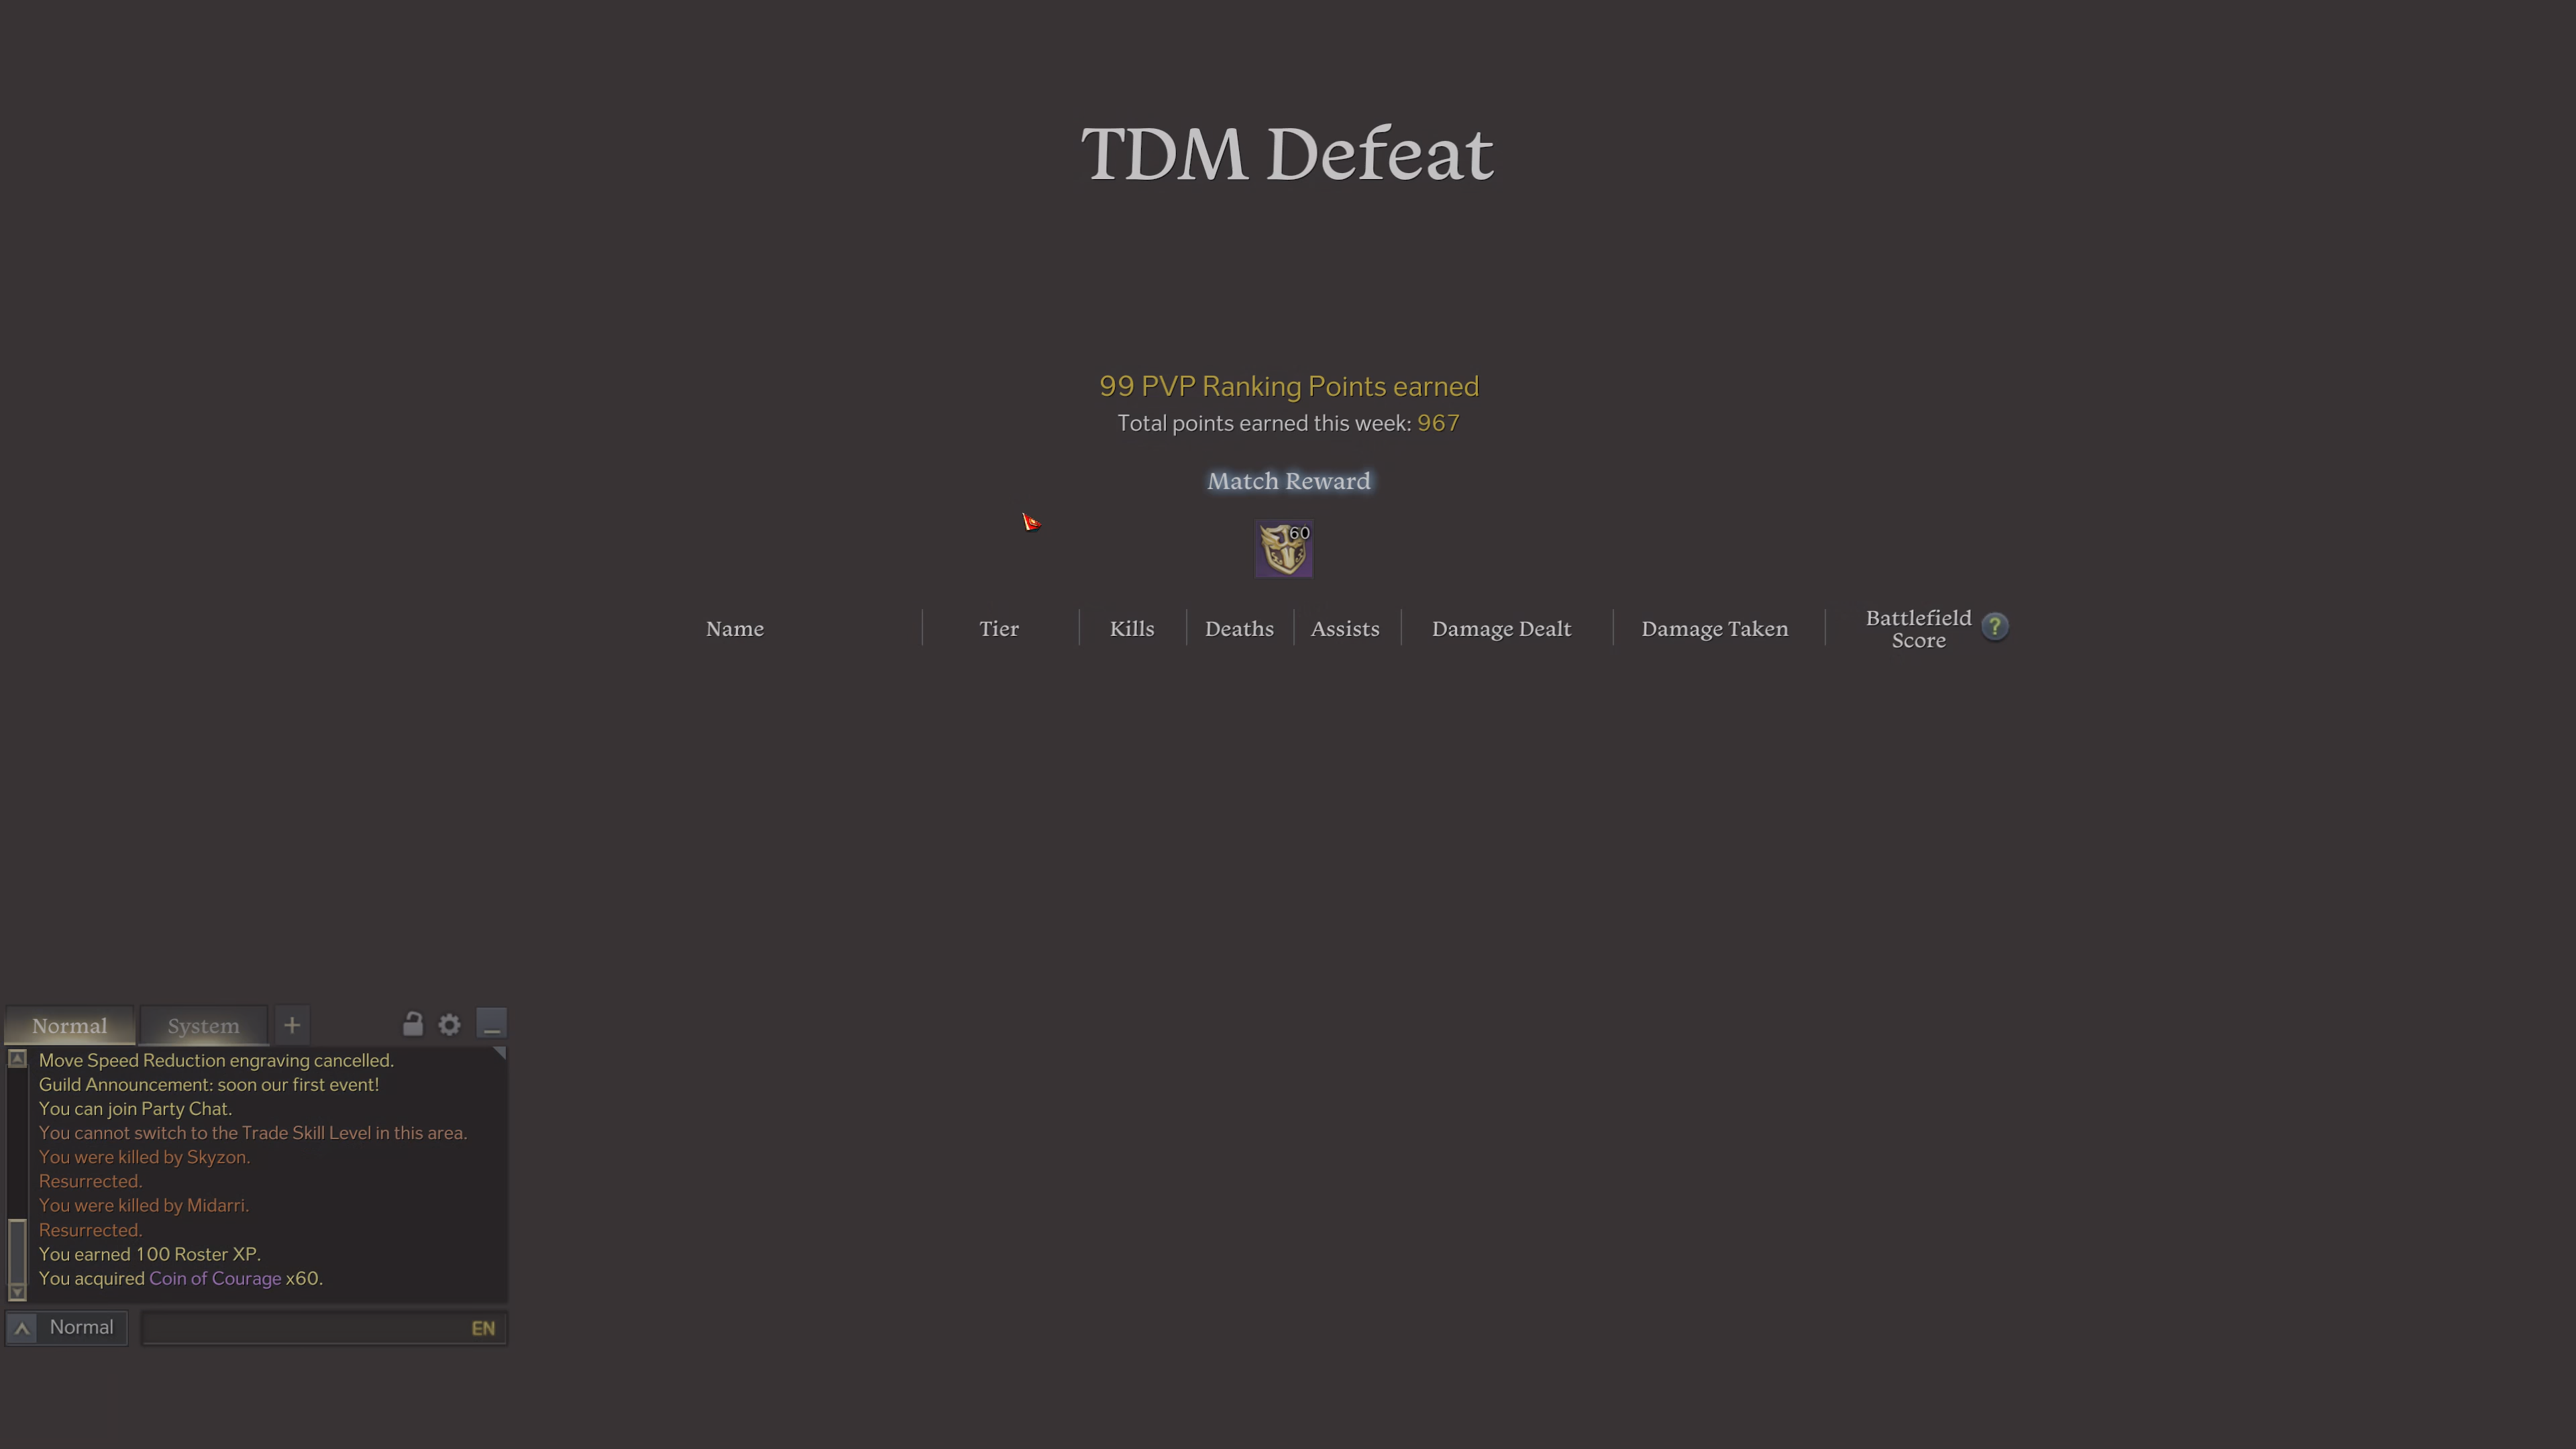 TDM Defeat
99 PVP Ranking Points earned
Total points earned this week: 967
Match Reward
60
Name Tier Kills Deaths Assists Damage Dealt Damage Taken Battlefield Score ?
Normal System +
Move Speed Reduction engraving cancelled.
Guild Announcement: soon our first event!
You can join Party Chat.
You cannot switch to the Trade Skill Level in this area.
You were killed by Skyzon.
Resurrected.
You were killed by Midarri.
Resurrected.
You earned 100 Roster XP.
You acquired Coin of Courage x60.
Normal EN